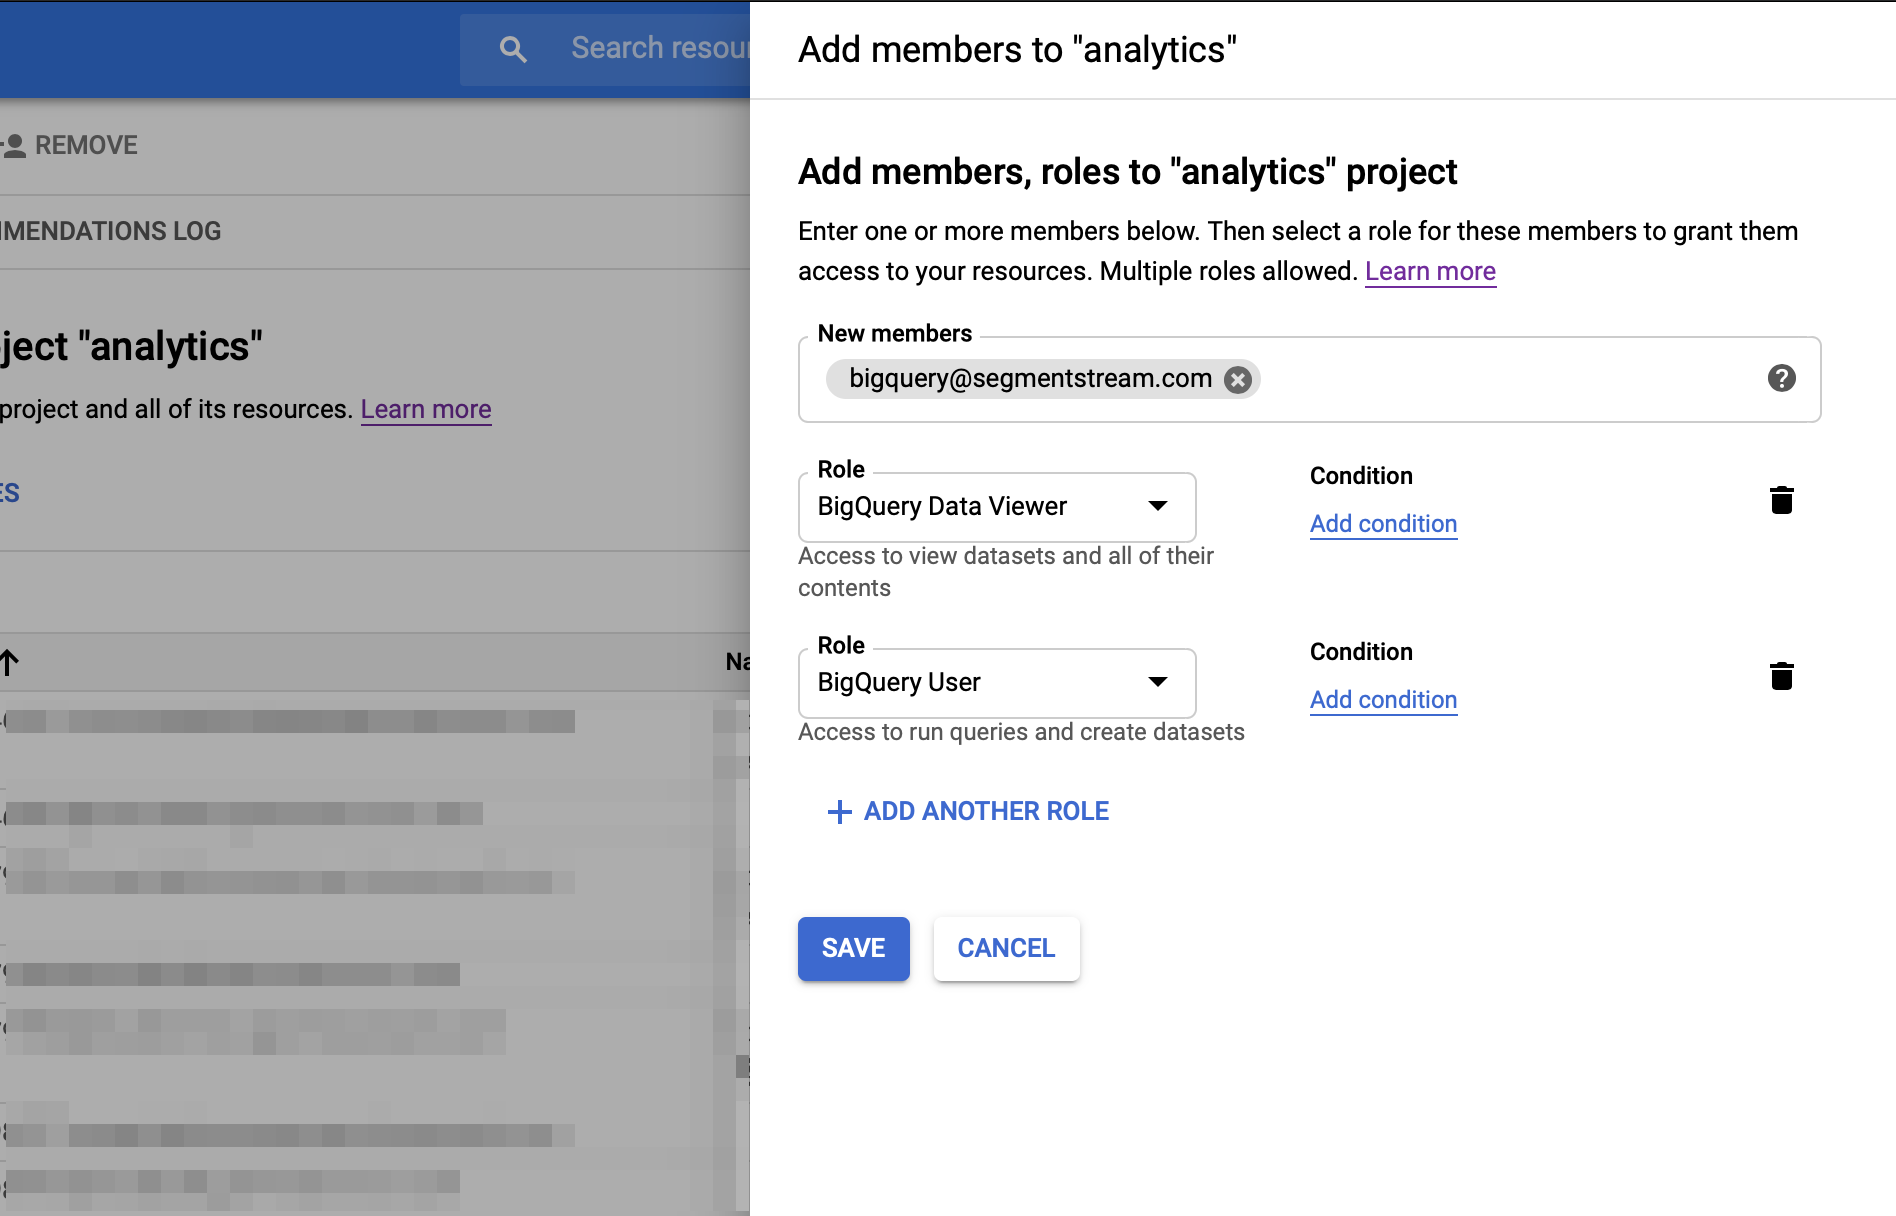 Search resou
Add members to "analytics"
REMOVE
Add members, roles to "analytics" project
MENDATIONS LOG
Enter one or more members below. Then select a role for these members to grant them
access to your resources. Multiple roles allowed. Learn more
ject "analytics"
project and all of its resources. Learn more
ES
New members
bigquery@segmentstream.com
Role
BigQuery Data Viewer
Condition
Add condition
Access to view datasets and all of their
contents
Role
BigQuery User
Condition
Add condition
Access to run queries and create datasets
Na
ADD ANOTHER ROLE
SAVE
CANCEL